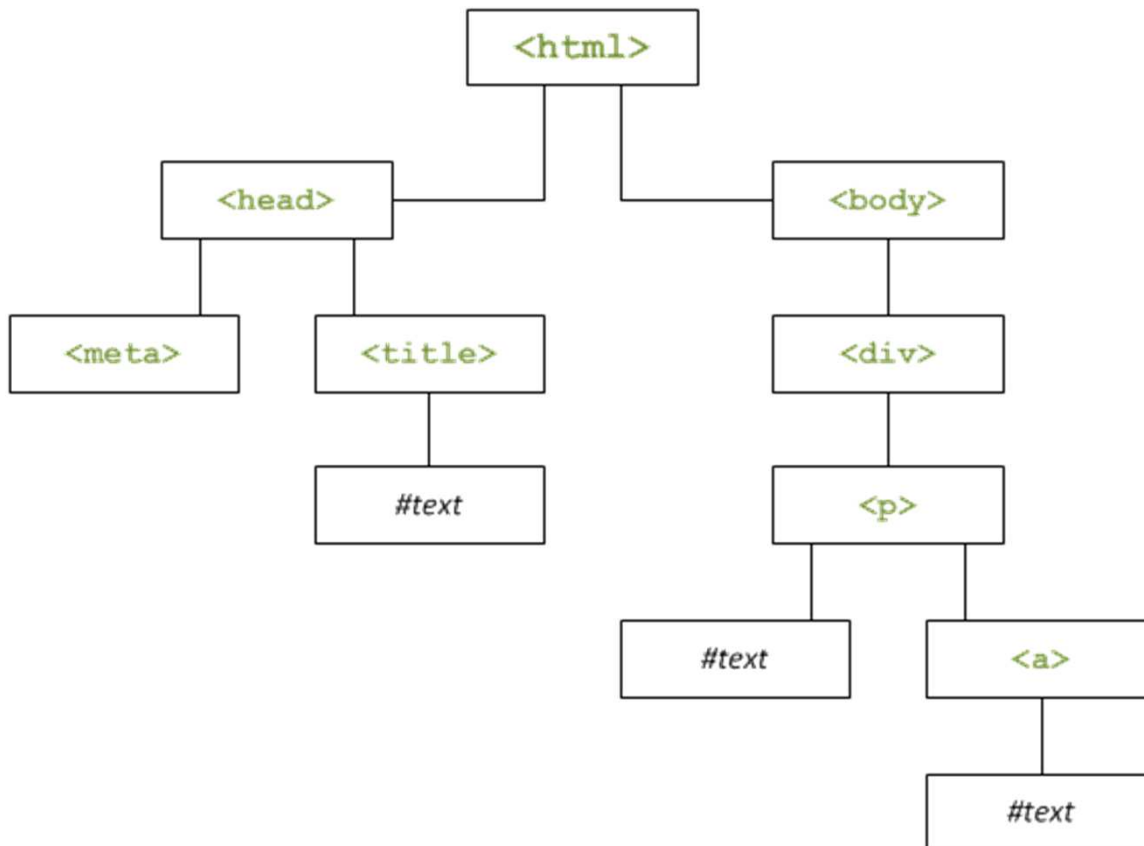 <html>
<head>
<body>
<meta>
<title>
<div>
#text
<p>
#text
<a>
#text